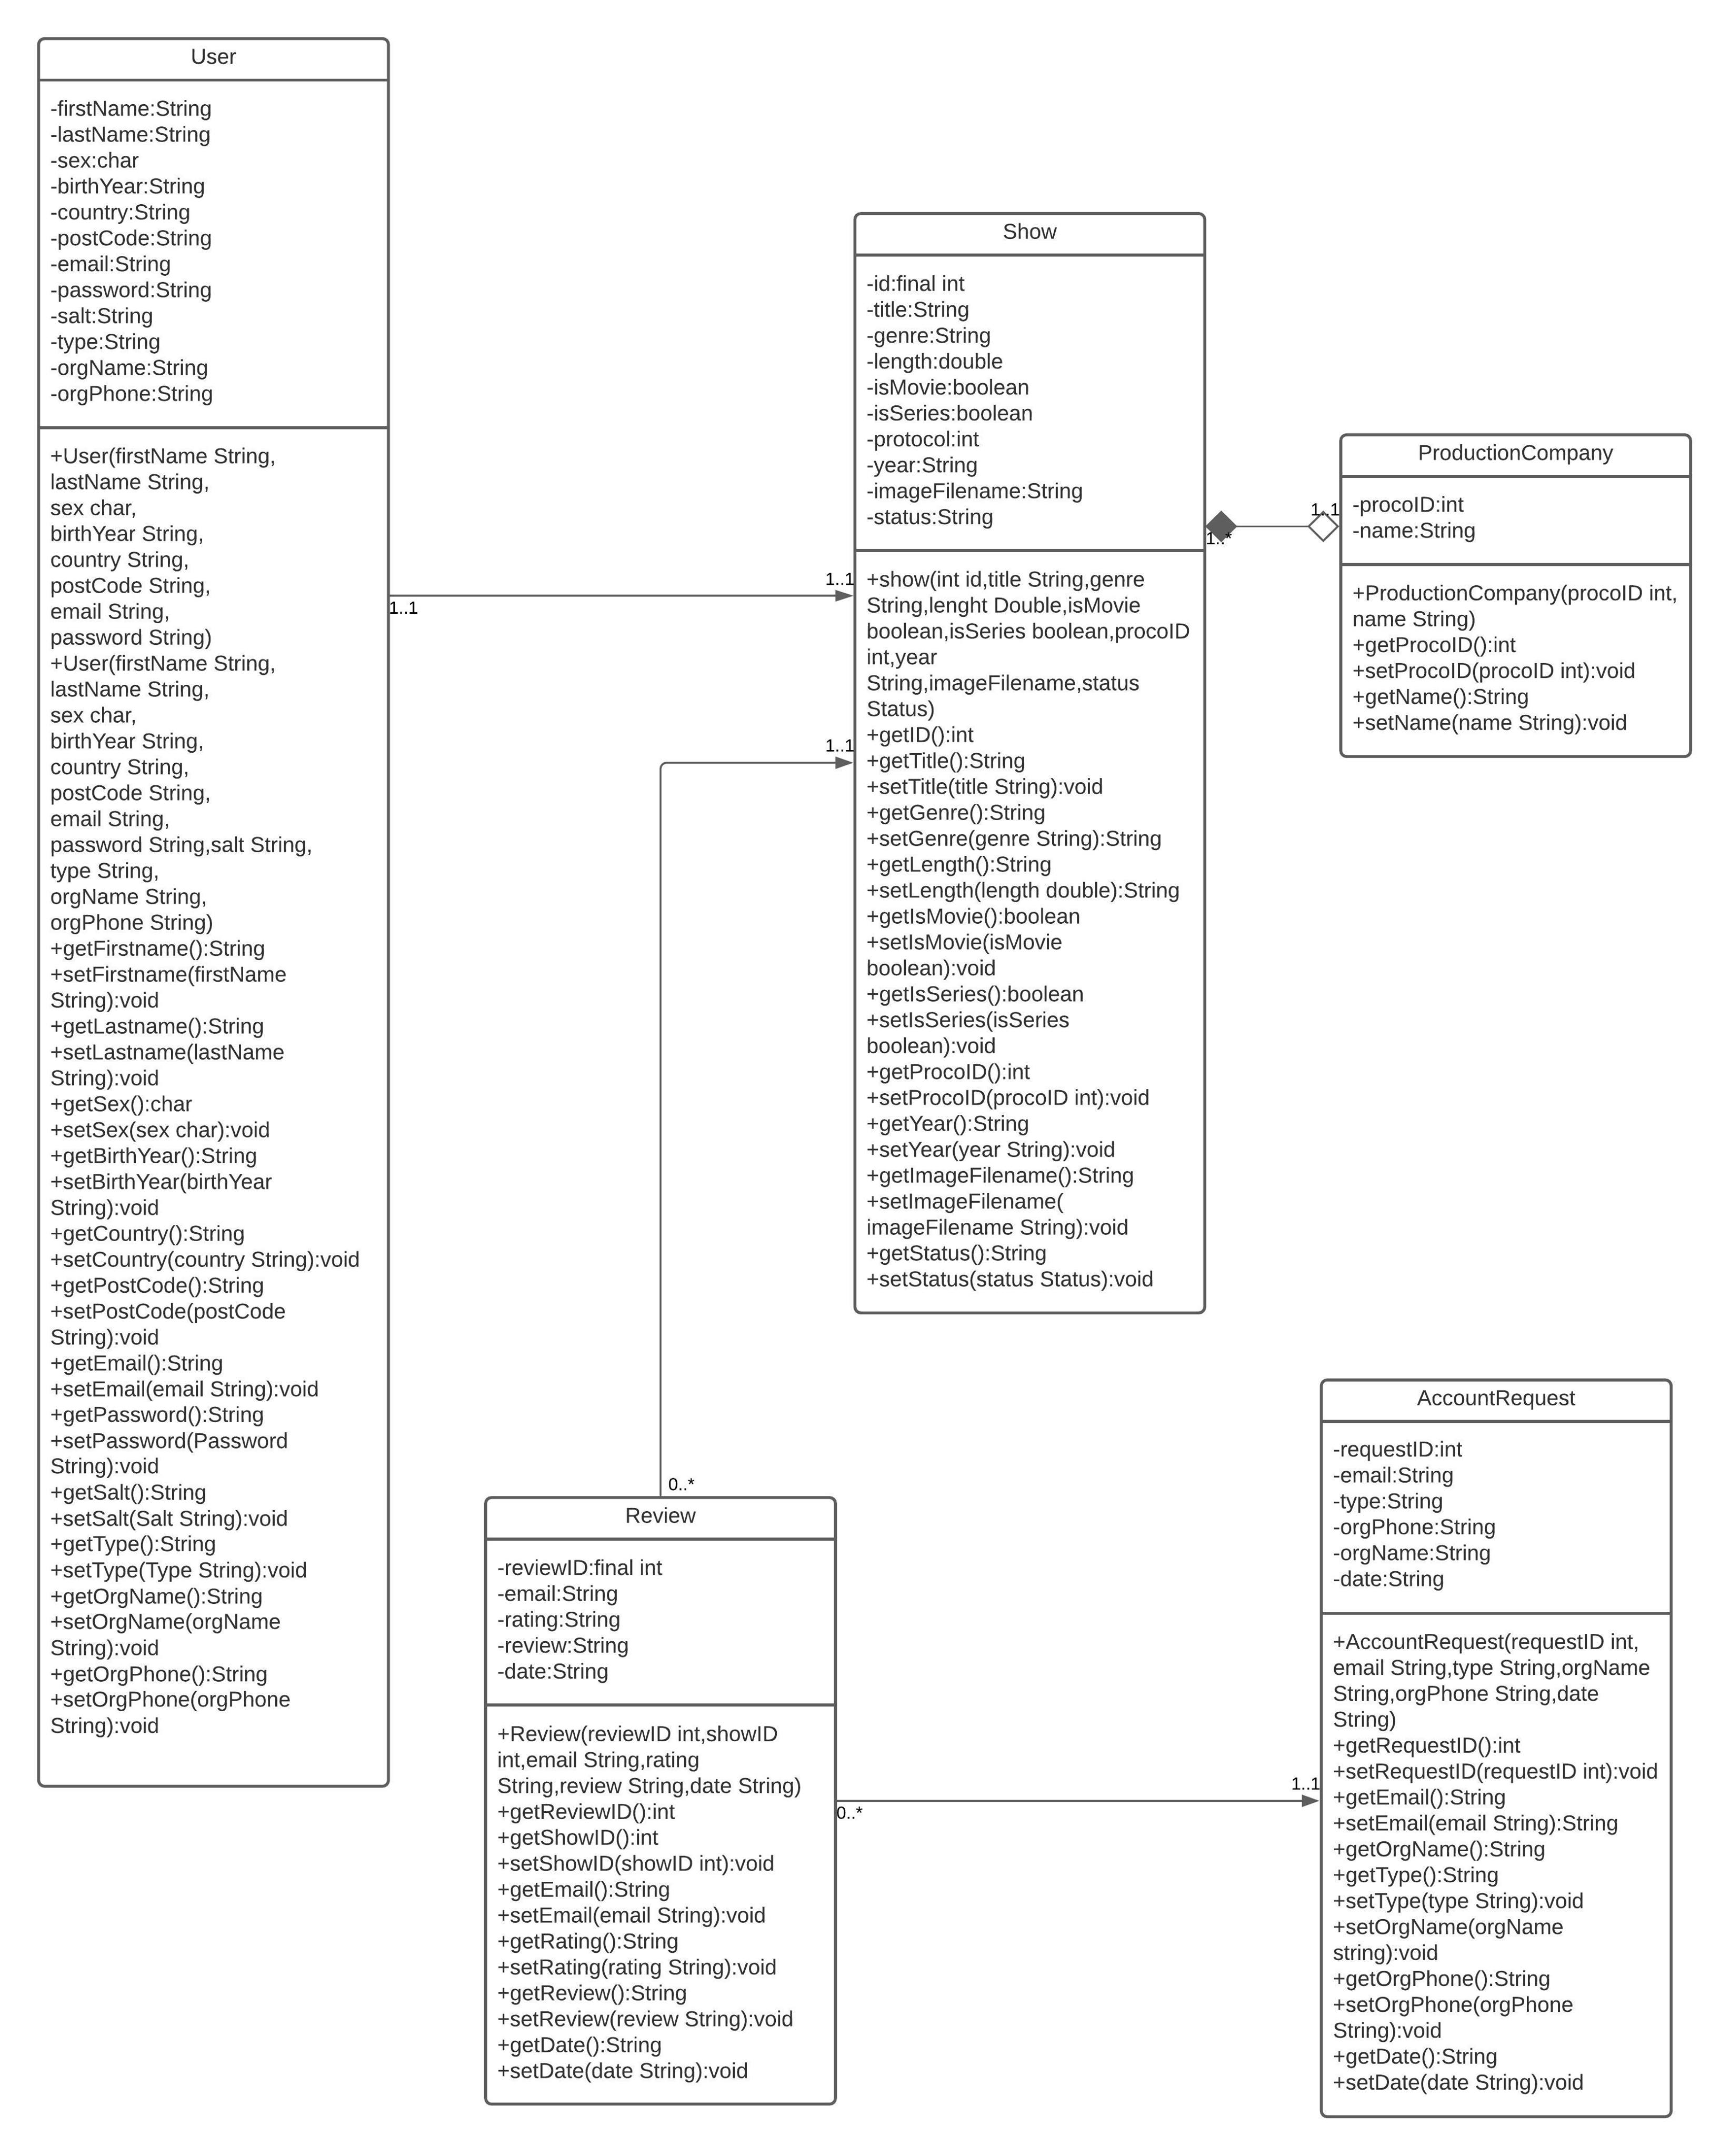 User
-firstName:String
-lastName:String
-sex:char
-birthYear:String
-country:String
-postCode:String
-email:String
-password:String
-salt:String
-type:String
-orgName:String
-orgPhone:String
+User(firstName String,
lastName String,
sex char,
birthYear String,
country String,
postCode String,
email String,
password String)
+User(firstName String,
lastName String,
sex char,
birthYear String,
country String,
postCode String,
email String,
password String,salt String,
type String,
orgName String,
orgPhone String)
+getFirstname():String
+setFirstname(firstName
String):void
+getLastname():String
+setLastname(lastName
String):void
+getSex():char
+setSex(sex char):void
+getBirthYear():String
+setBirthYear(birthYear
String):void
+getCountry():String
+setCountry(country String):void
+getPostCode():String
+setPostCode(postCode
String):void
+getEmail():String
+setEmail(email String):void
+getPassword():String
+setPassword(Password
String):void
+getSalt():String
+setSalt(Salt String):void
+getType():String
+setType(Type String):void
+getOrgName():String
+setOrgName(orgName
String):void
+getOrgPhone():String
+setOrgPhone(orgPhone
String):void
1..1
1..1
Show
-id:final int
-title:String
-genre:String
-length:double
-isMovie:boolean
-isSeries:boolean
-protocol:int
-year:String
-imageFilename:String
-status:String
+show(int id,title String,genre
String,lenght Double,isMovie
boolean,isSeries boolean,procoID
int,year
String,imageFilename,status
Status)
+getID():int
+getTitle():String
+setTitle(title String):void
+getGenre():String
+setGenre(genre String):String
+getLength():String
+setLength(length double):String
+getIsMovie():boolean
+setIsMovie(isMovie
boolean):void
+getIsSeries():boolean
+setIsSeries(isSeries
boolean):void
+getProcoID():int
+setProcoID(procoID int):void
+getYear():String
+setYear(year String):void
+getImageFilename():String
+setImageFilename(
imageFilename String):void
+getStatus():String
+setStatus(status Status):void
1..*
1..1
ProductionCompany
-procoID:int
-name:String
+ProductionCompany(procoID int,
name String)
+getProcoID():int
+setProcoID(procoID int):void
+getName():String
+setName(name String):void
1..1
0..*
Review
-reviewID:final int
-email:String
-rating:String
-review:String
-date:String
+Review(reviewID int,showID
int,email String,rating
String,review String,date String)
+getReviewID():int
+getShowID():int
+setShowID(showID int):void
+getEmail():String
+setEmail(email String):void
+getRating():String
+setRating(rating String):void
+getReview():String
+setReview(review String):void
+getDate():String
+setDate(date String):void
0..*
1..1
AccountRequest
-requestID:int
-email:String
-type:String
-orgPhone:String
-orgName:String
-date:String
+AccountRequest(requestID int,
email String,type String,orgName
String,orgPhone String,date
String)
+getRequestID():int
+setRequestID(requestID int):void
+getEmail():String
+setEmail(email String):String
+getOrgName():String
+getType():String
+setType(type String):void
+setOrgName(orgName
string):void
+getOrgPhone():String
+setOrgPhone(orgPhone
String):void
+getDate():String
+setDate(date String):void